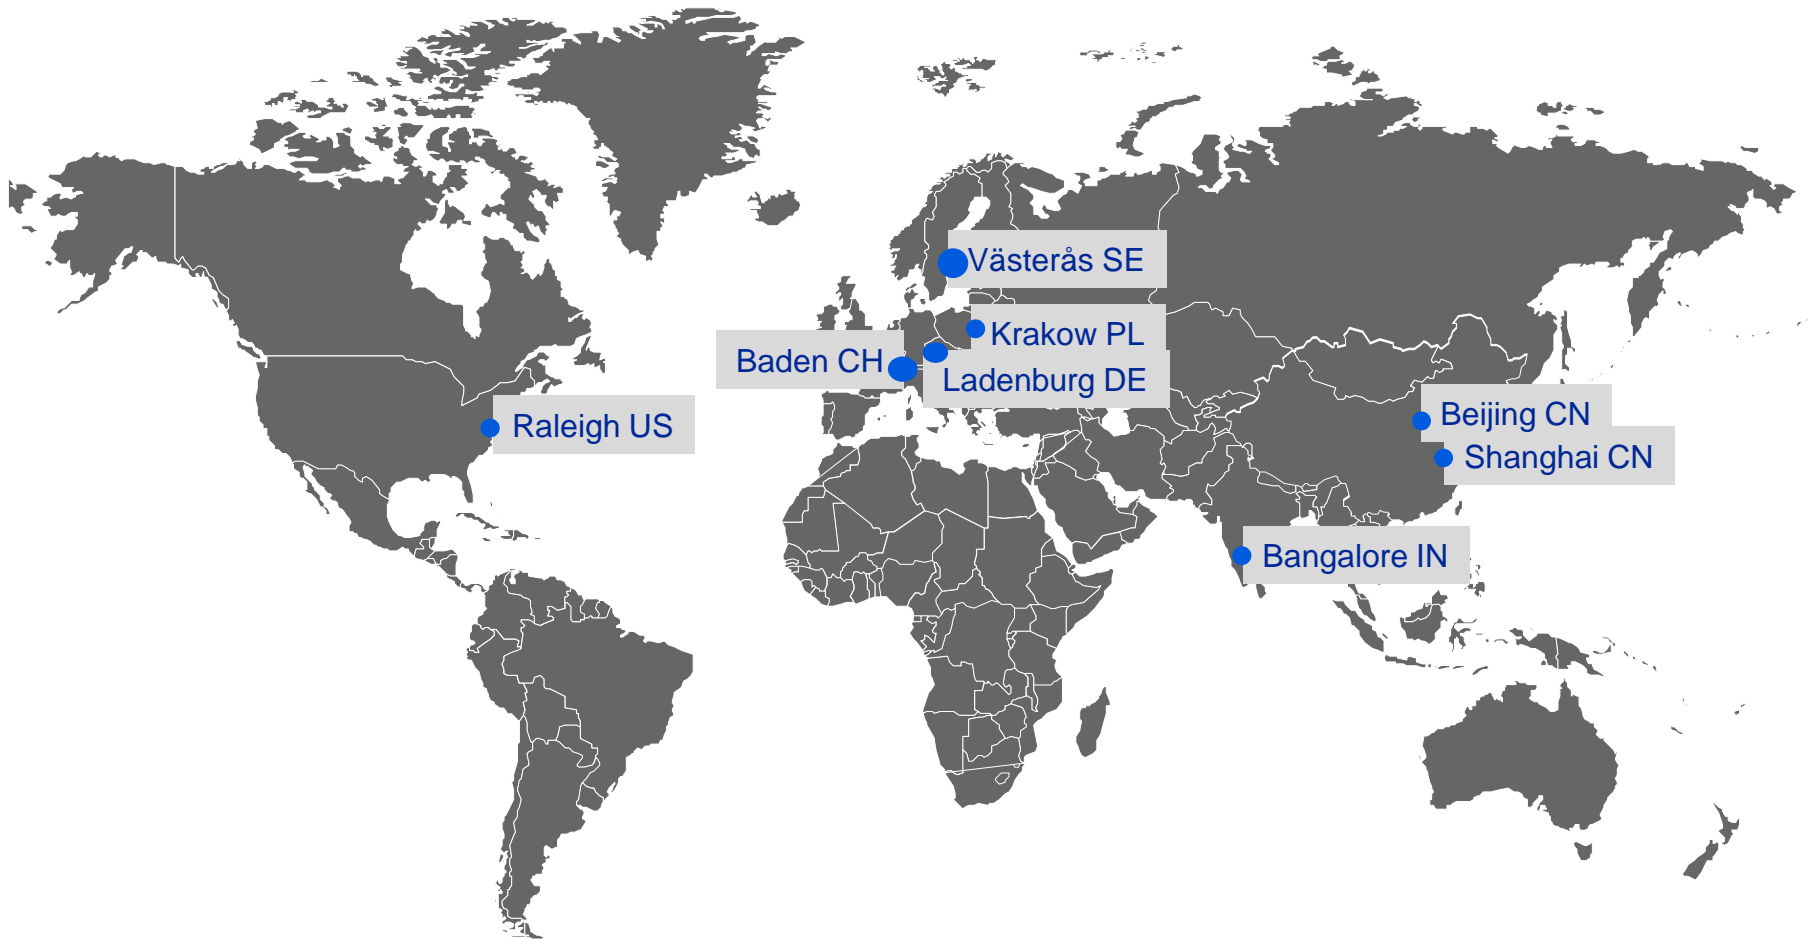 Västerås SE
Krakow PL
Baden CH
Ladenburg DE
Raleigh US
Beijing CN
Shanghai CN
Bangalore IN